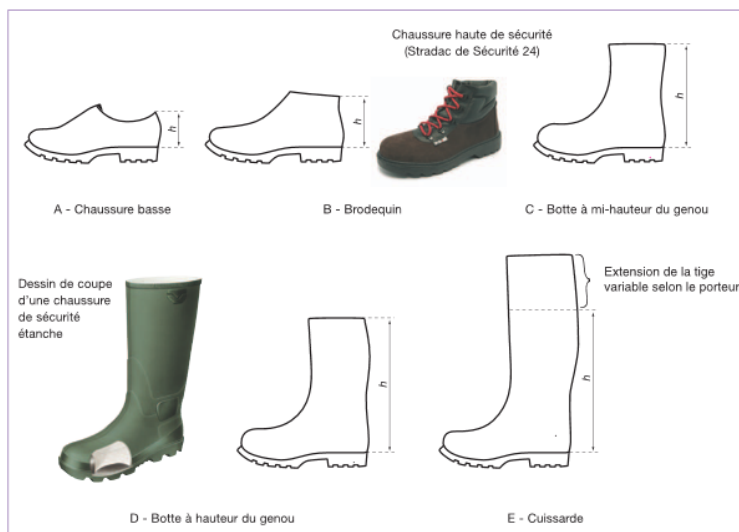 Chaussure haute de sécurité
(Stradac de Sécurité 24)
h
h
h
A - Chaussure basse
B - Brodequin
C - Botte à mi-hauteur du genou
Dessin de coupe
d'une chaussure
de sécurité
étanche
Extension de la tige
variable selon le porteur
h
h
D - Botte à hauteur du genou
E - Cuissarde